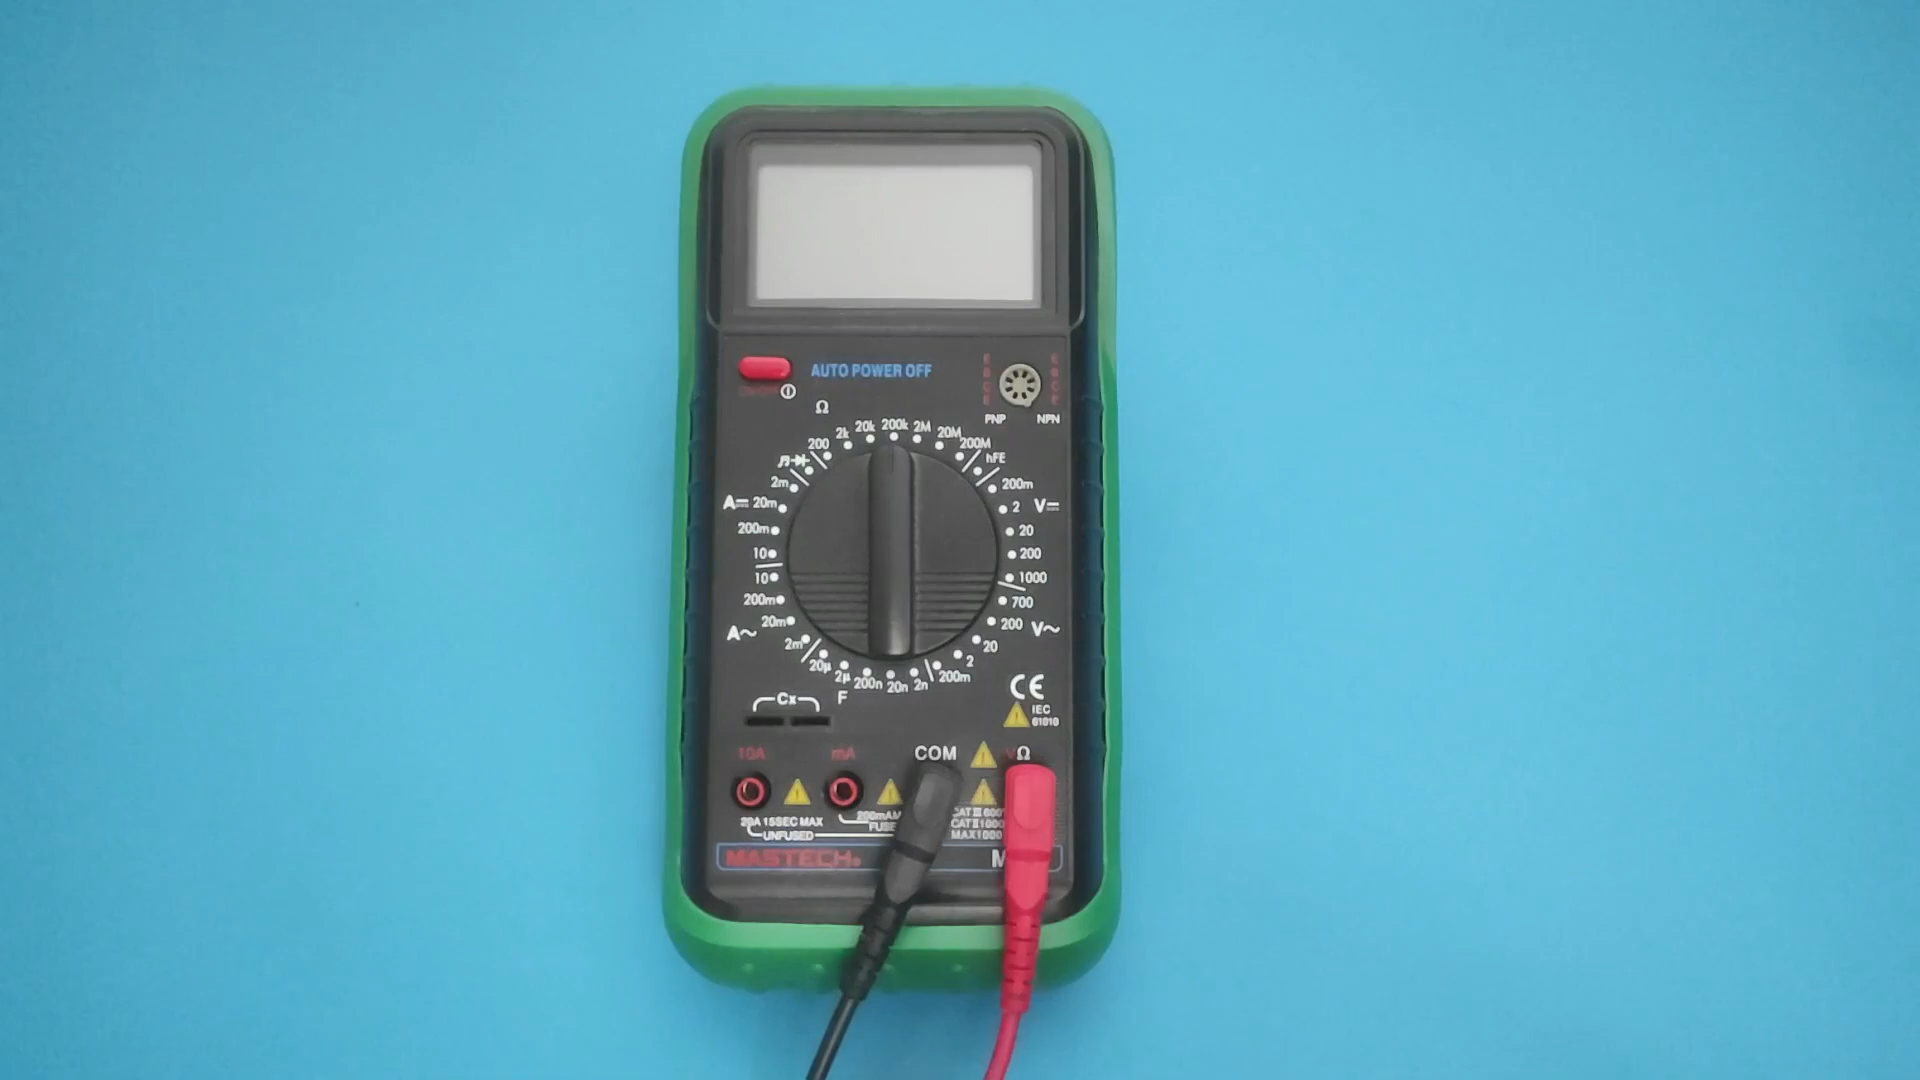 AUTO POWER OFF
PNP NPN
Ω
200 2k 20k 200k 2M 20M 200M hFE
2m 200m
A 20m 2 V
200m 20
10 200
10 1000
200m 700
20m 200
A~ V~
2m 20
20µ 2µ 200n 20n 2n 200m 2
Cx F
CE
IEC
61010
10A mA COM VΩ
20A 15SEC MAX
UNFUSED
FUSE
MASTECH